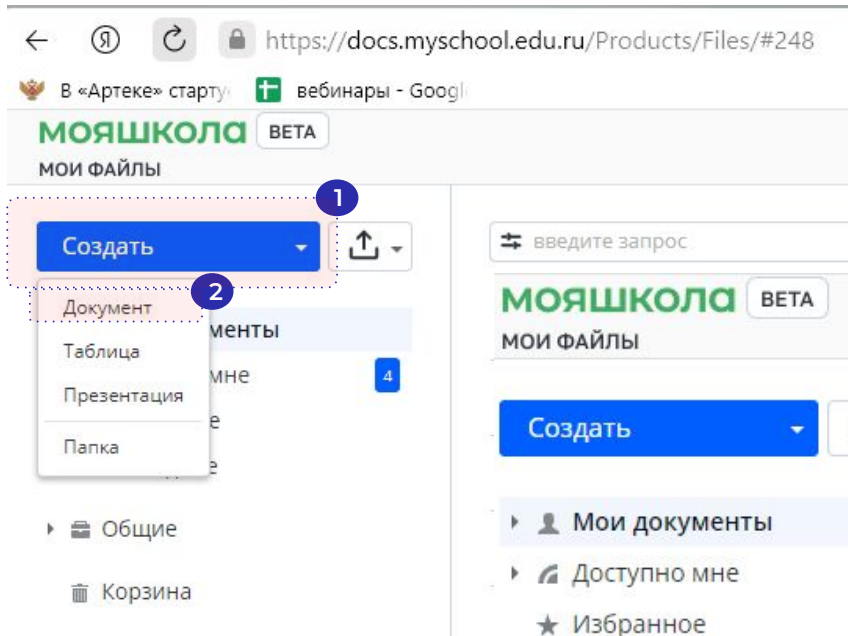 https://docs.myschool.edu.ru/Products/Files/#248
В «Артеке» старту
вебинары - Googl
МОЯШКОЛА BETA
МОИ ФАЙЛЫ
1
Создать
2
Документ
Таблица
Презентация
Папка
менты
мне
4
е
е
Общие
Корзина
введите запрос
МОЯШКОЛА BETA
МОИ ФАЙЛЫ
Создать
Мои документы
Доступно мне
Избранное